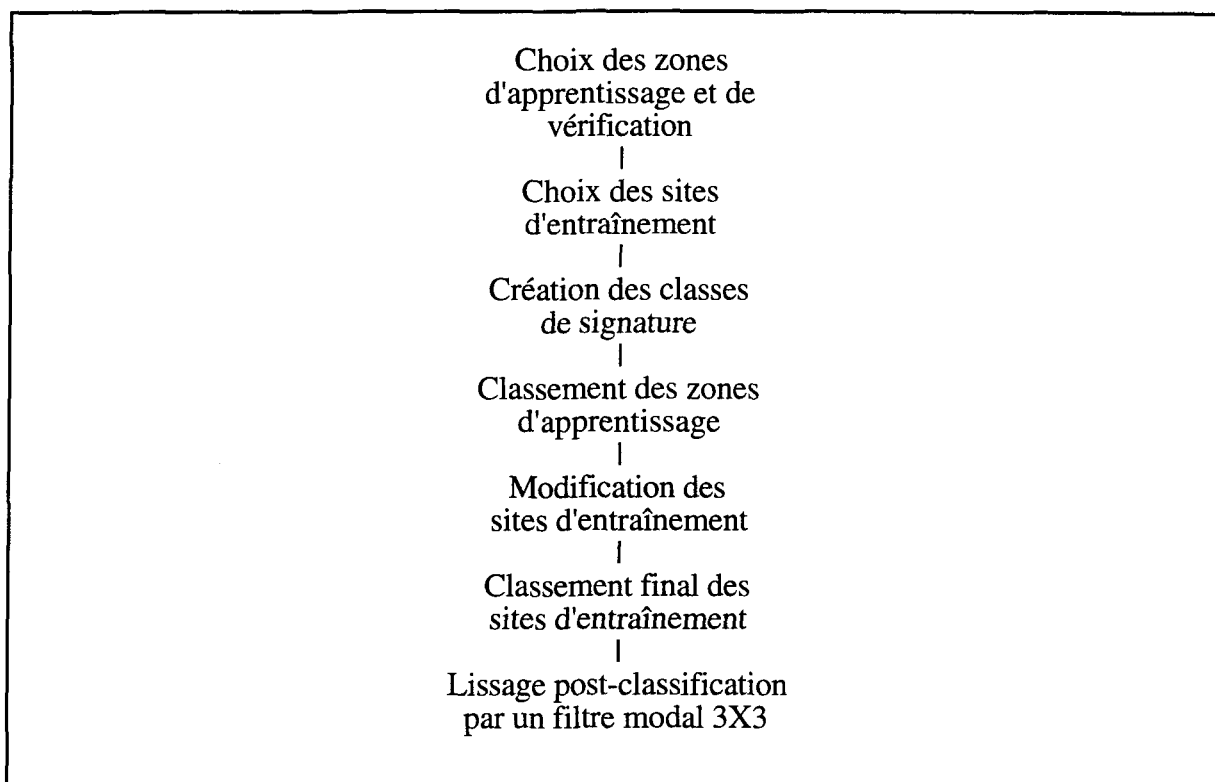 Choix des zones
d'apprentissage et de
vérification
Choix des sites
d'entraînement
Création des classes
de signature
Classement des zones
d'apprentissage
Modification des
sites d'entraînement
Classement final des
sites d'entraînement
Lissage post-classification
par un filtre modal 3X3